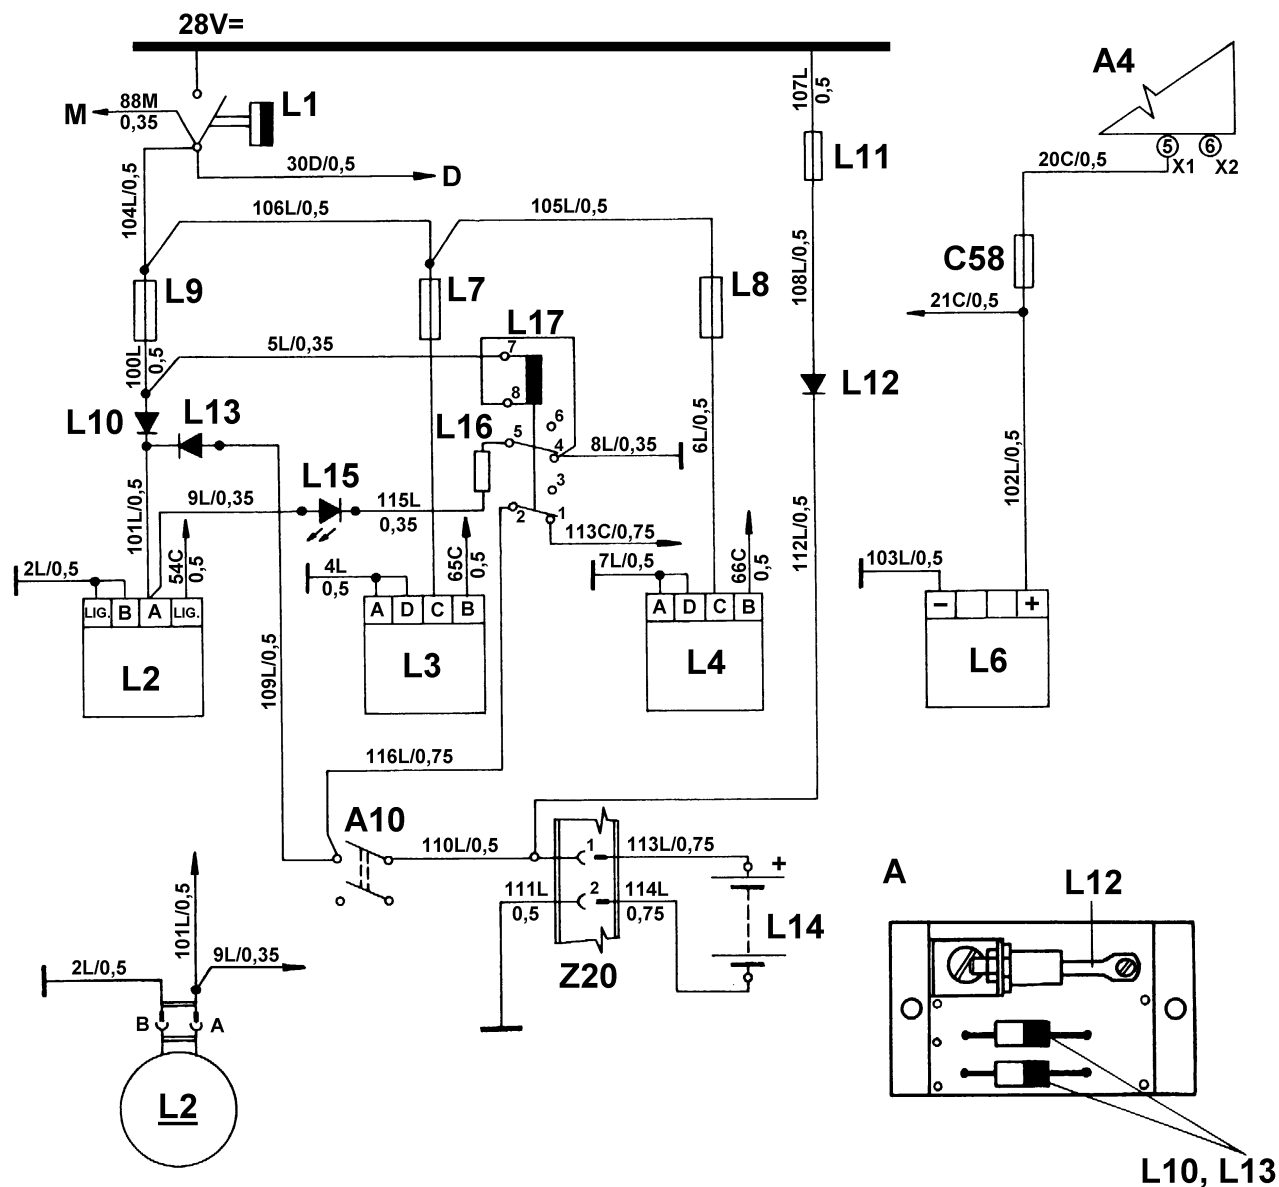 28V=
88M
0,35
M
L1
30D/0,5
D
104L/0,5
106L/0,5
105L/0,5
107L
0,5
L11
A4
5
6
X1
X2
20C/0,5
L9
L7
L8
C58
21C/0,5
108L/0,5
L17
7
8
100L
0,5
5L/0,35
L10
L13
L12
L16
5
6
4
3
2
1
8L/0,35
6L/0,5
L15
9L/0,35
115L
0,35
101L/0,5
113C/0,75
112L/0,5
102L/0,5
2L/0,5
54C
0,5
4L
0,5
65C
0,5
7L/0,5
66C
0,5
103L/0,5
LIG.
B
A
LIG.
L2
A
D
C
B
L3
A
D
C
B
L4
−
+
L6
109L/0,5
116L/0,75
A10
110L/0,5
1
113L/0,75
+
111L
0,5
2
114L
0,75
L14
Z20
101L/0,5
2L/0,5
9L/0,35
B
A
L2
A
L12
L10, L13